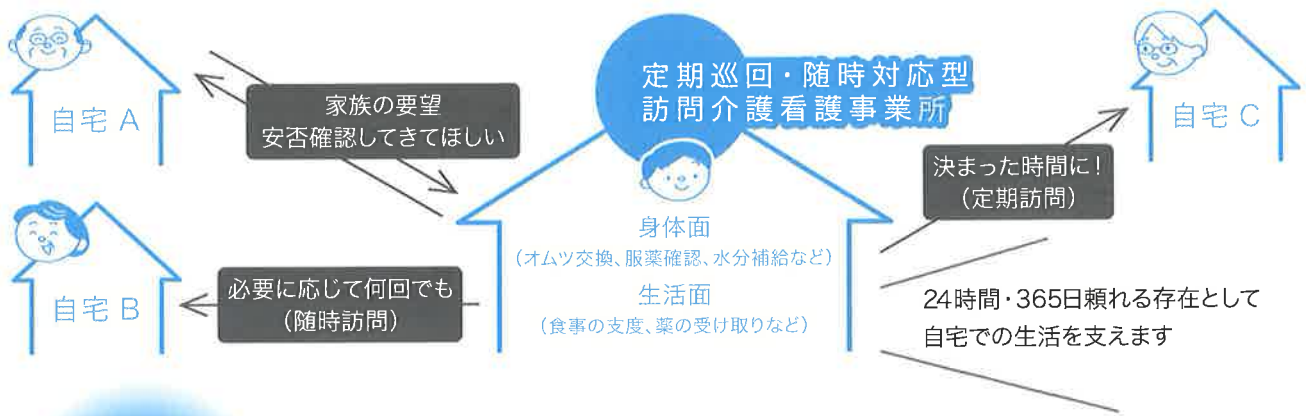 自宅 A
家族の要望
安否確認してきてほしい
定期巡回・随時対応型
訪問介護看護事業所
自宅 C
決まった時間に！
（定期訪問）
自宅 B
必要に応じて何回でも
（随時訪問）
身体面
（オムツ交換、服薬確認、水分補給など）
生活面
（食事の支度、薬の受け取りなど）
24時間・365日頼れる存在として
自宅での生活を支えます